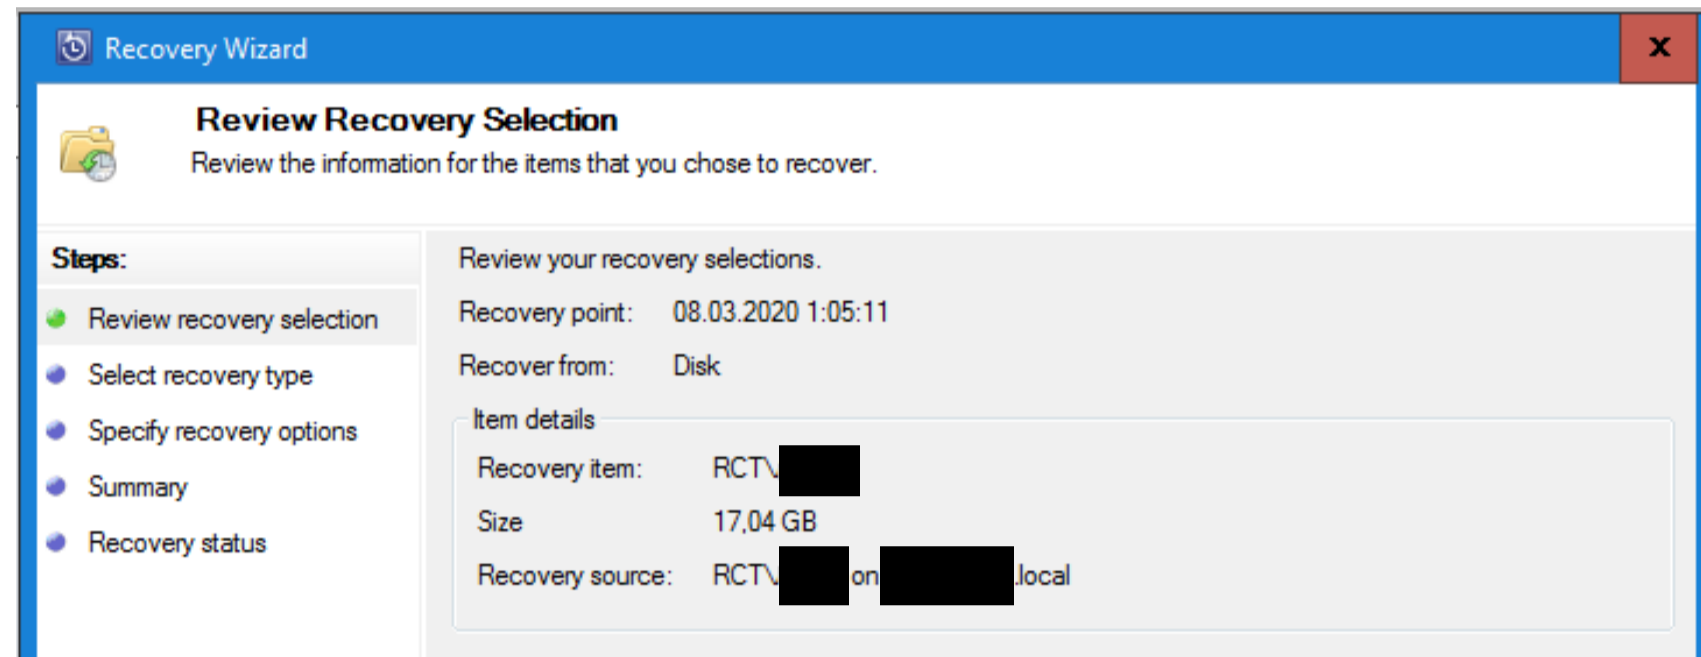 Recovery Wizard
x
Review Recovery Selection
Review the information for the items that you chose to recover.
Steps:
Review recovery selection
Select recovery type
Specify recovery options
Summary
Recovery status
Review your recovery selections.
Recovery point: 08.03.2020 1:05:11
Recover from: Disk
Item details
Recovery item: RCT\
Size 17,04 GB
Recovery source: RCT\ on .local